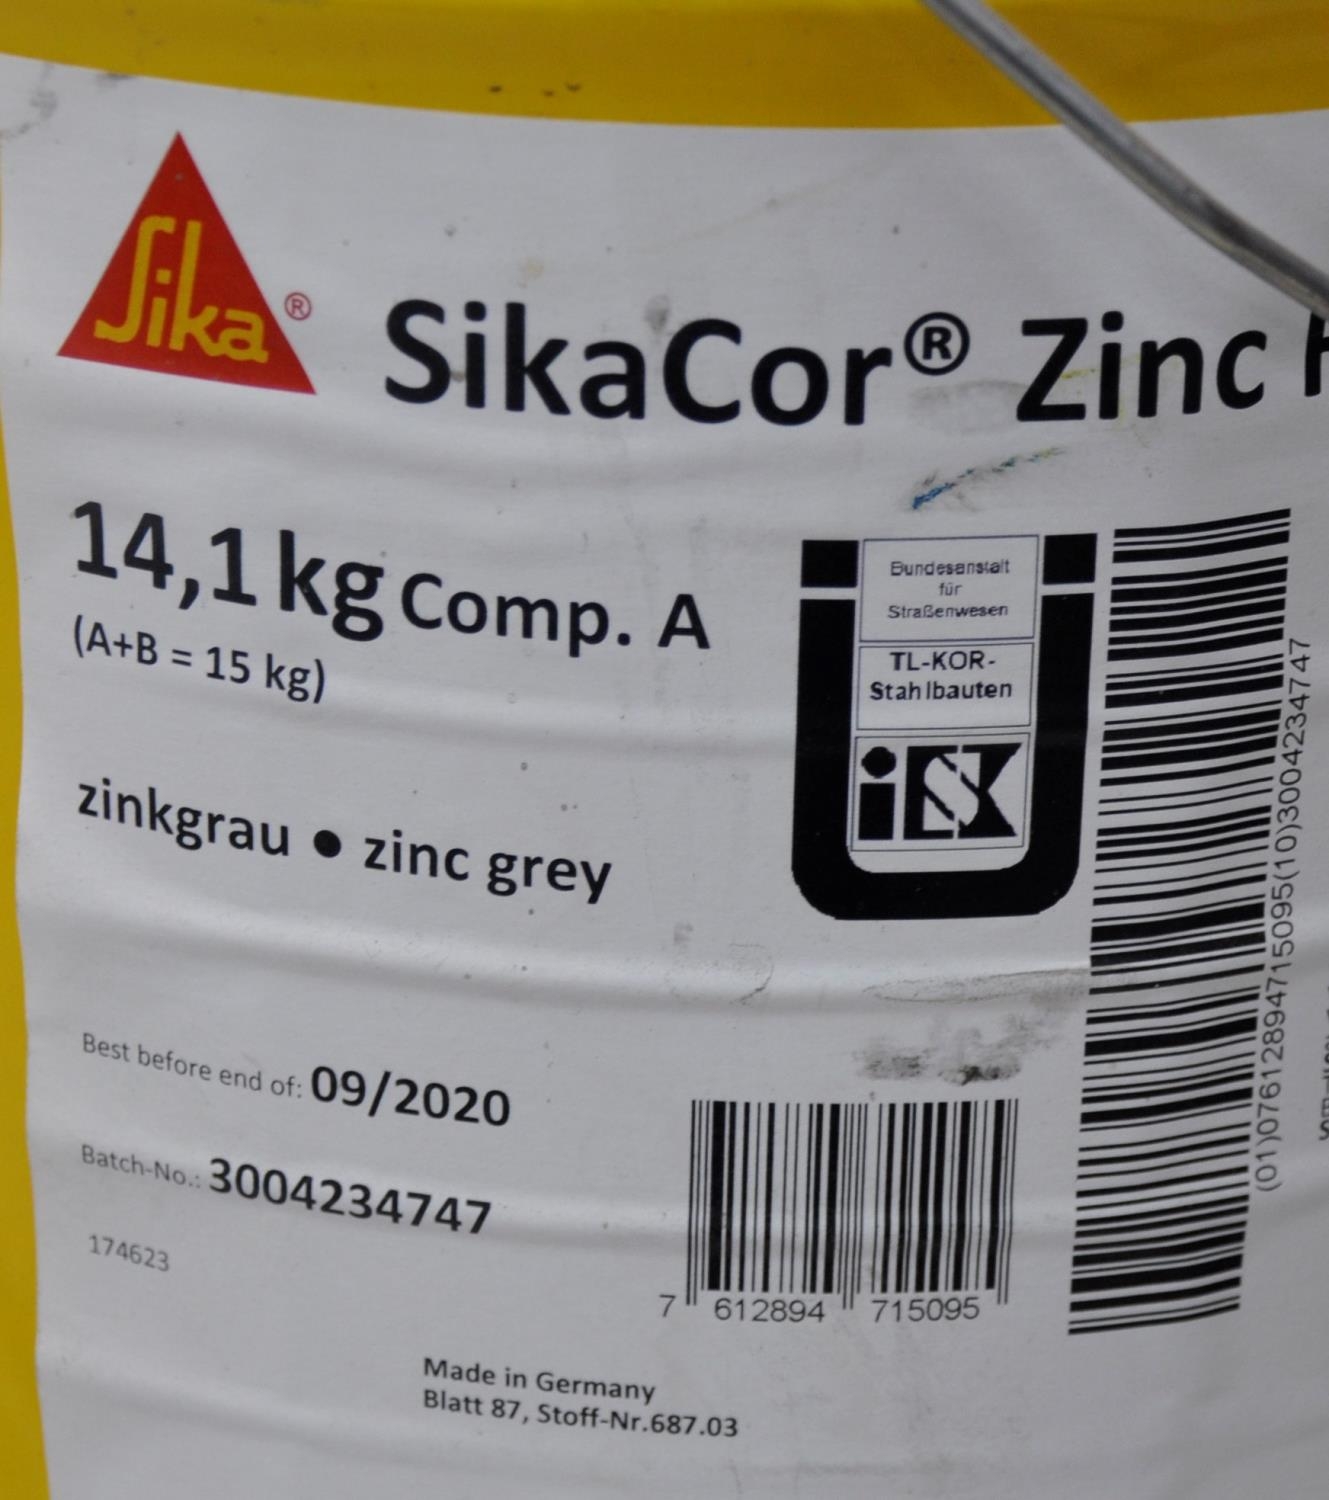 Sika®
SikaCor® Zinc
14,1 kg Comp. A
(A+B = 15 kg)
zinkgrau • zinc grey
Bundesanstalt
für
Straßenwesen
TL-KOR-
Stahlbauten
iSK
(01)07612894715095(10)3004234747
Best before end of: 09/2020
Batch-No.: 3004234747
174623
7 612894 715095
Made in Germany
Blatt 87, Stoff-Nr.687.03